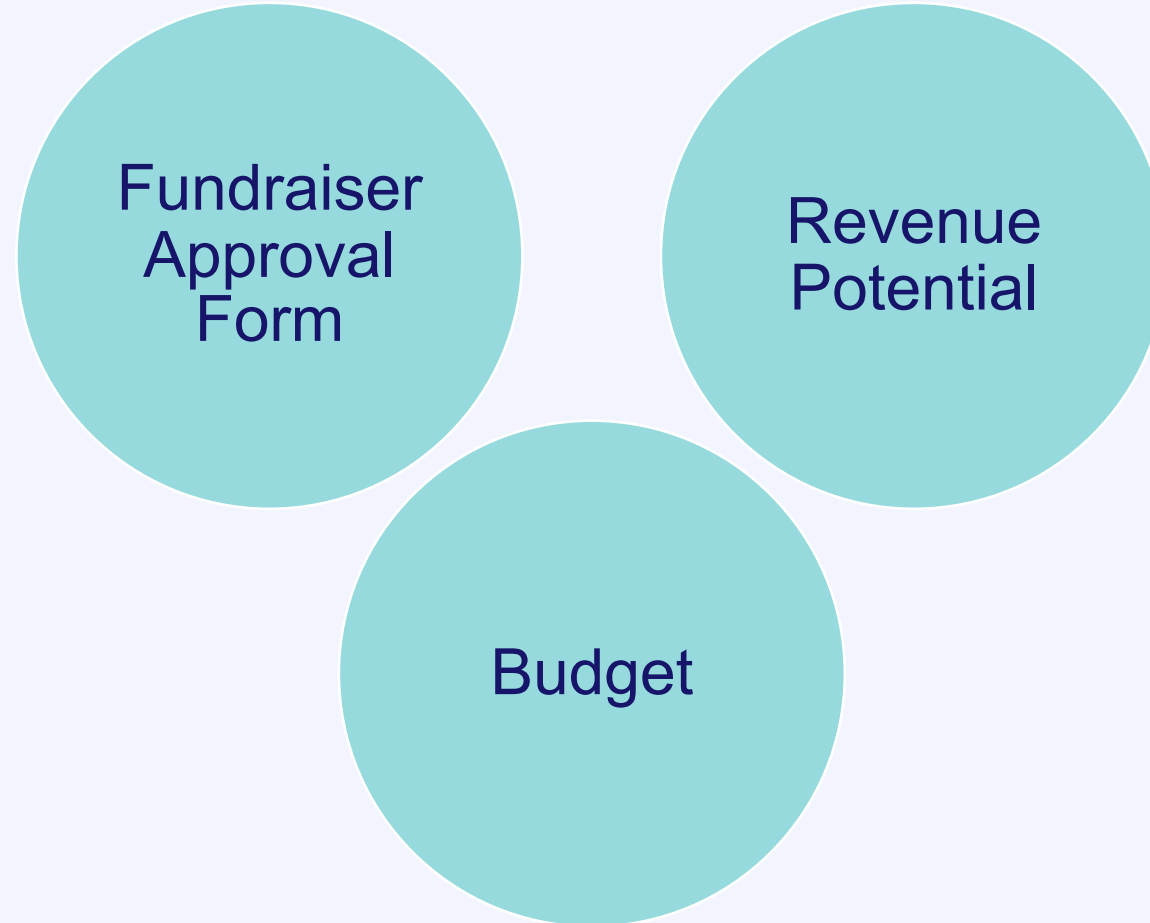 Fundraiser
Approval
Form
Revenue
Potential
Budget